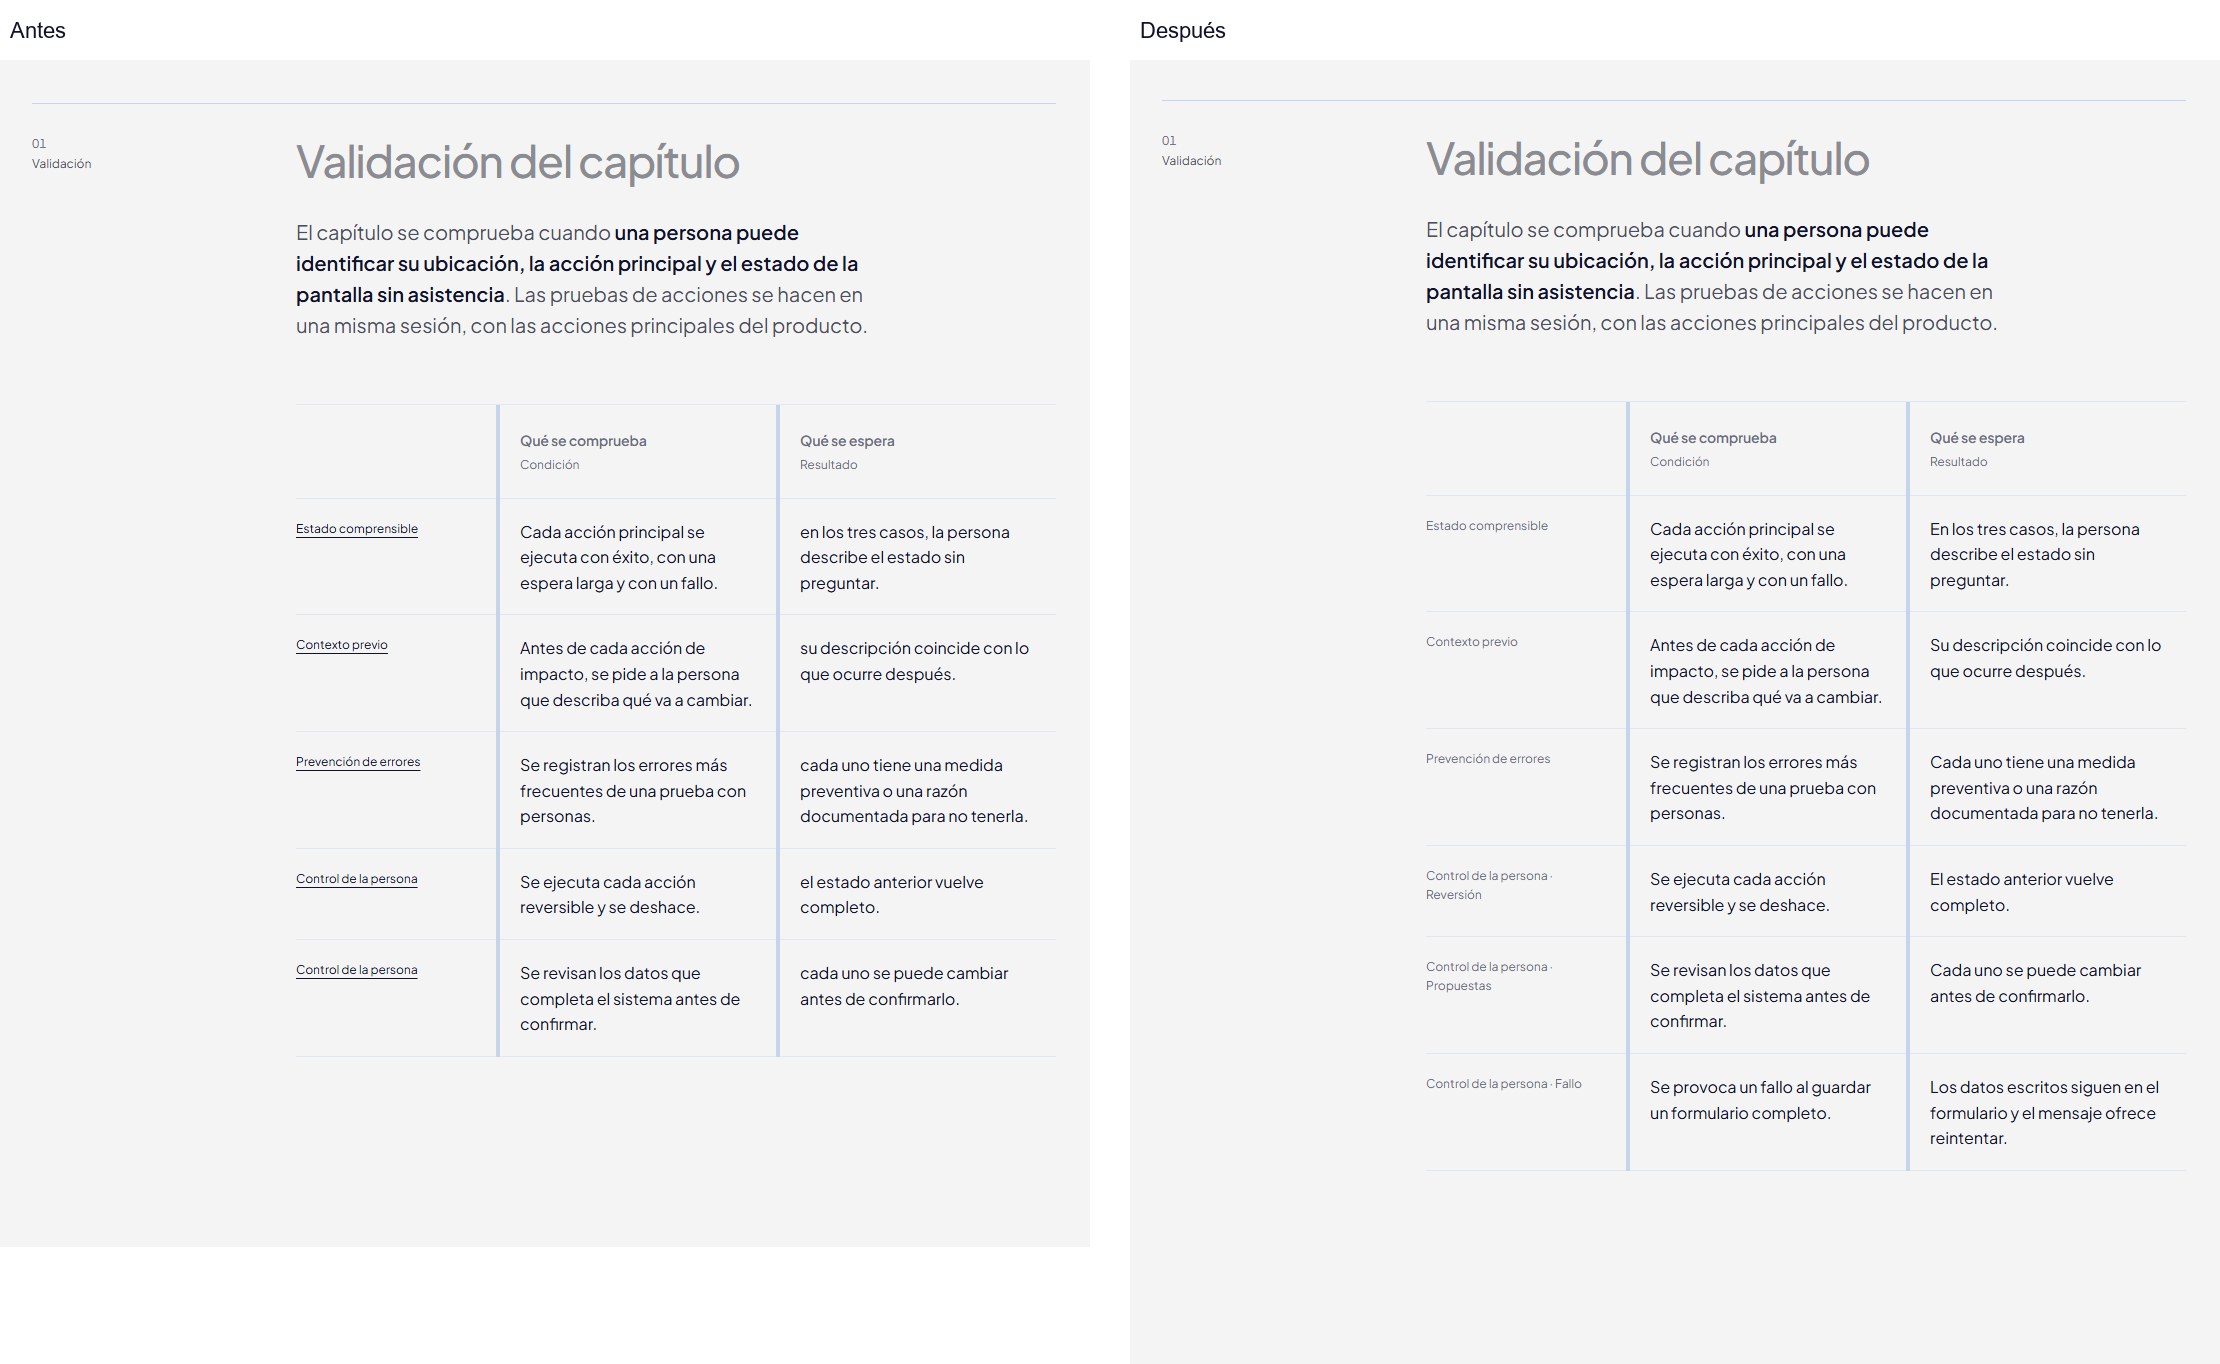 Antes
01
Validación
Validación del capítulo
El capítulo se comprueba cuando una persona puede
identificar su ubicación, la acción principal y el estado de la
pantalla sin asistencia. Las pruebas de acciones se hacen en
una misma sesión, con las acciones principales del producto.
Qué se comprueba
Condición
Qué se espera
Resultado
Estado comprensible
Cada acción principal se
ejecuta con éxito, con una
espera larga y con un fallo.
en los tres casos, la persona
describe el estado sin
preguntar.
Contexto previo
Antes de cada acción de
impacto, se pide a la persona
que describa qué va a cambiar.
su descripción coincide con lo
que ocurre después.
Prevención de errores
Se registran los errores más
frecuentes de una prueba con
personas.
cada uno tiene una medida
preventiva o una razón
documentada para no tenerla.
Control de la persona
Se ejecuta cada acción
reversible y se deshace.
el estado anterior vuelve
completo.
Control de la persona
Se revisan los datos que
completa el sistema antes de
confirmar.
cada uno se puede cambiar
antes de confirmarlo.
Después
01
Validación
Validación del capítulo
El capítulo se comprueba cuando una persona puede
identificar su ubicación, la acción principal y el estado de la
pantalla sin asistencia. Las pruebas de acciones se hacen en
una misma sesión, con las acciones principales del producto.
Qué se comprueba
Condición
Qué se espera
Resultado
Estado comprensible
Cada acción principal se
ejecuta con éxito, con una
espera larga y con un fallo.
En los tres casos, la persona
describe el estado sin
preguntar.
Contexto previo
Antes de cada acción de
impacto, se pide a la persona
que describa qué va a cambiar.
Su descripción coincide con lo
que ocurre después.
Prevención de errores
Se registran los errores más
frecuentes de una prueba con
personas.
Cada uno tiene una medida
preventiva o una razón
documentada para no tenerla.
Control de la persona ·
Reversión
Se ejecuta cada acción
reversible y se deshace.
El estado anterior vuelve
completo.
Control de la persona ·
Propuestas
Se revisan los datos que
completa el sistema antes de
confirmar.
Cada uno se puede cambiar
antes de confirmarlo.
Control de la persona · Fallo
Se provoca un fallo al guardar
un formulario completo.
Los datos escritos siguen en el
formulario y el mensaje ofrece
reintentar.